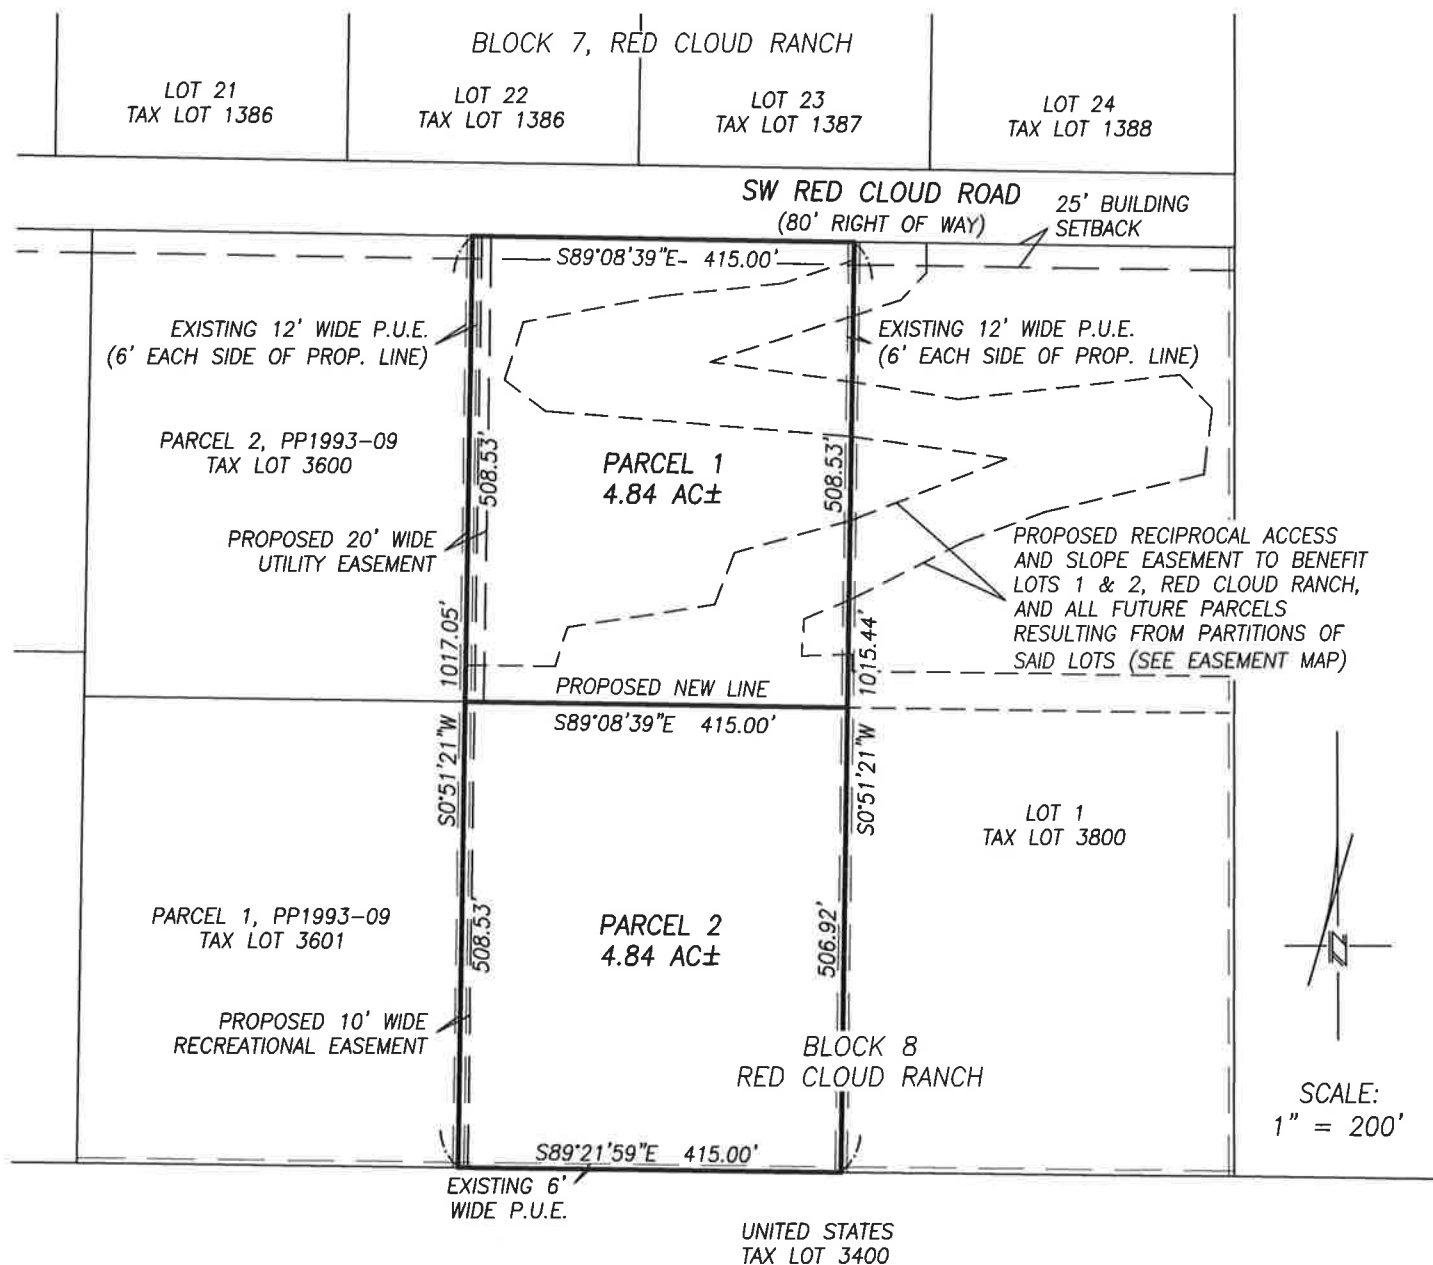 BLOCK 7, RED CLOUD RANCH
LOT 21
TAX LOT 1386
LOT 22
TAX LOT 1386
LOT 23
TAX LOT 1387
LOT 24
TAX LOT 1388
SW RED CLOUD ROAD
(80' RIGHT OF WAY)
25' BUILDING
SETBACK
S89°08'39"E 415.00'
EXISTING 12' WIDE P.U.E.
(6' EACH SIDE OF PROP. LINE)
EXISTING 12' WIDE P.U.E.
(6' EACH SIDE OF PROP. LINE)
PARCEL 2, PP1993-09
TAX LOT 3600
508.53'
PARCEL 1
4.84 AC±
508.53'
PROPOSED 20' WIDE
UTILITY EASEMENT
PROPOSED RECIPROCAL ACCESS
AND SLOPE EASEMENT TO BENEFIT
LOTS 1 & 2, RED CLOUD RANCH,
AND ALL FUTURE PARCELS
RESULTING FROM PARTITIONS OF
SAID LOTS (SEE EASEMENT MAP)
1017.05'
1015.44'
PROPOSED NEW LINE
S89°08'39"E 415.00'
S0°51'21"W
S0°51'21"W
LOT 1
TAX LOT 3800
PARCEL 1, PP1993-09
TAX LOT 3601
508.53'
PARCEL 2
4.84 AC±
506.92'
N
PROPOSED 10' WIDE
RECREATIONAL EASEMENT
BLOCK 8
RED CLOUD RANCH
SCALE:
1" = 200'
S89°21'59"E 415.00'
EXISTING 6'
WIDE P.U.E.
UNITED STATES
TAX LOT 3400